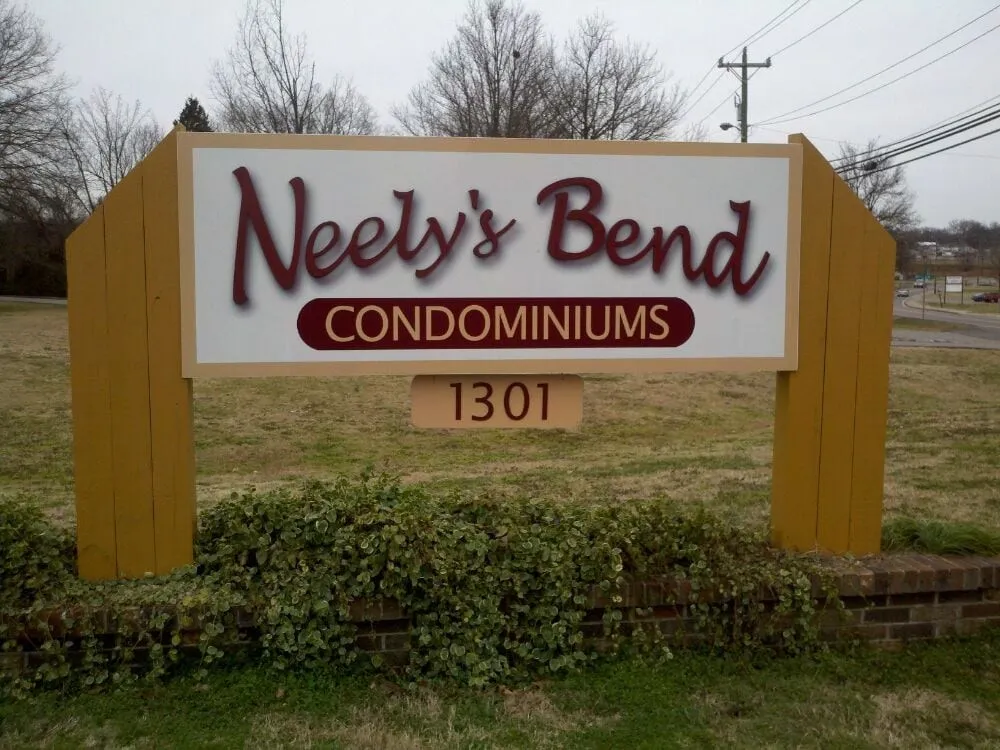 Neely's Bend
CONDOMINIUMS
1301